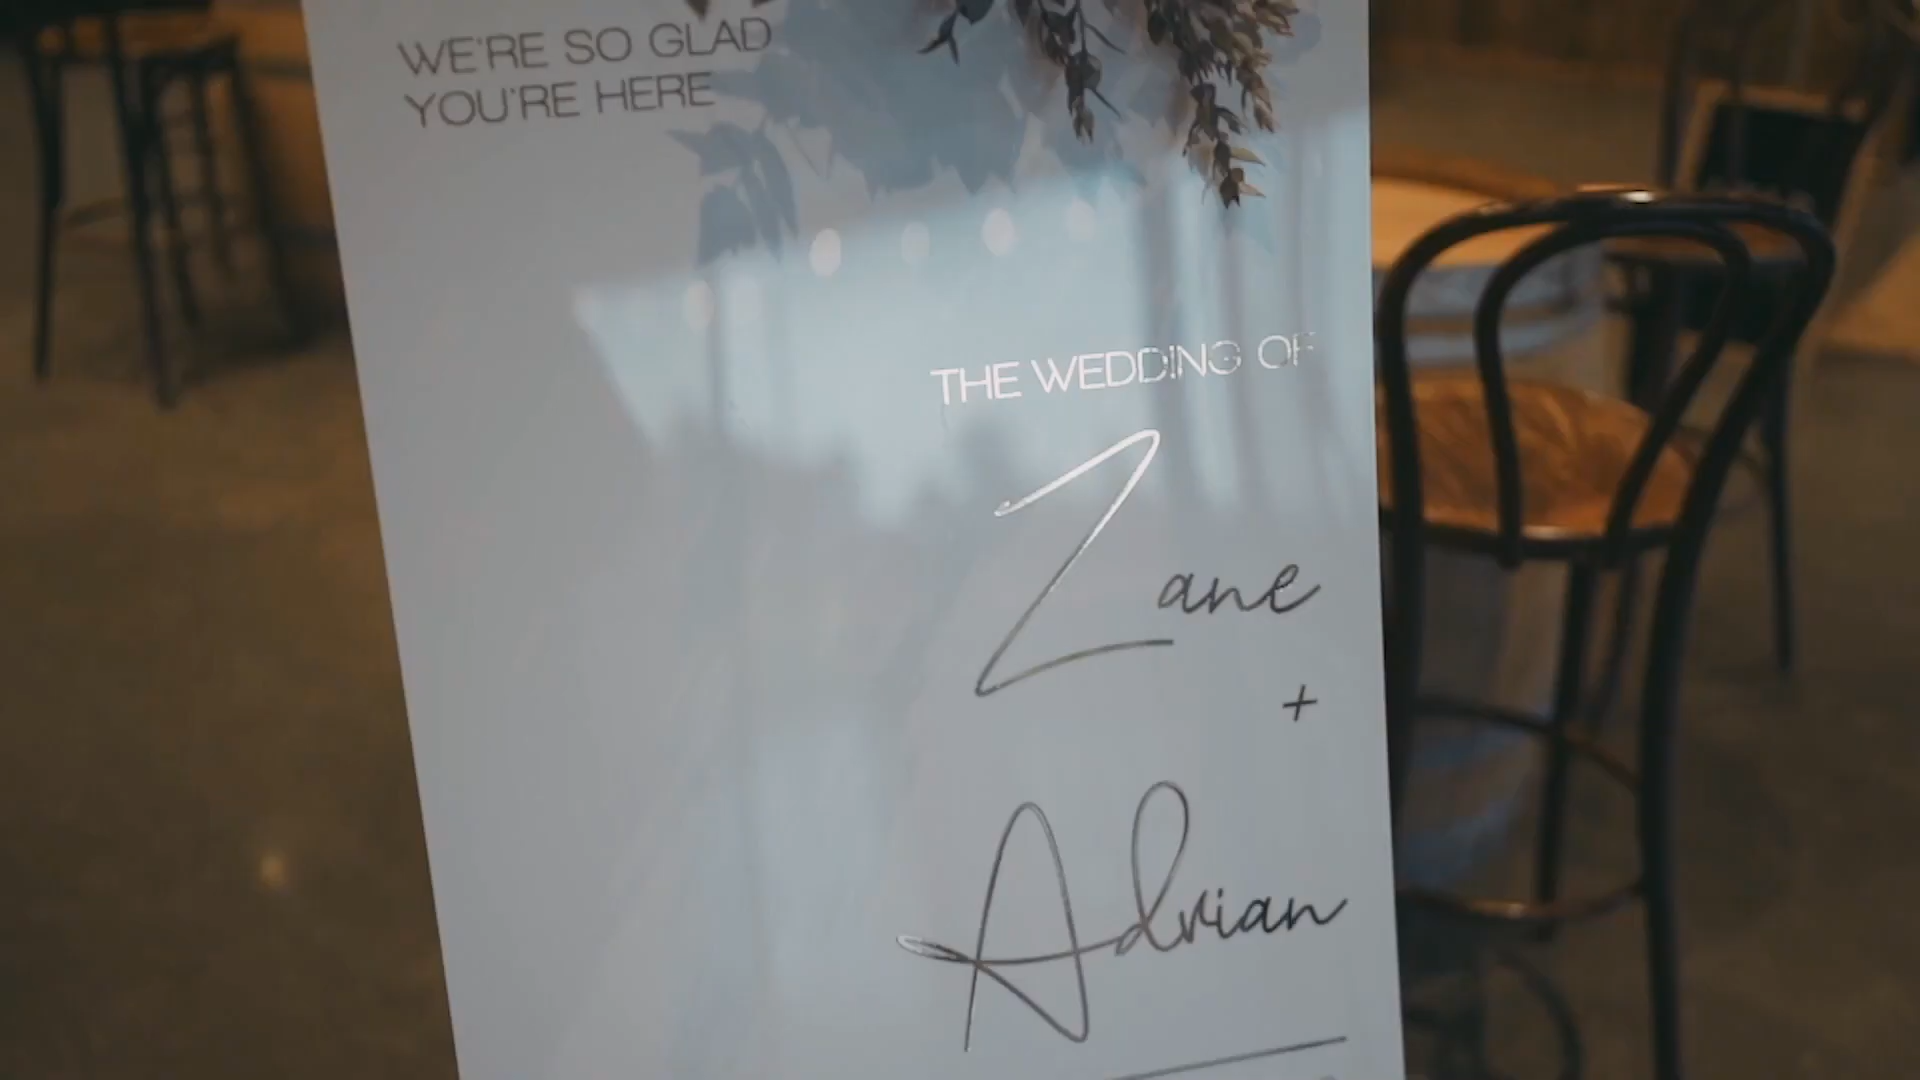 WE'RE SO GLAD
YOU'RE HERE
THE WEDDING OF
Zane
+
Adrian